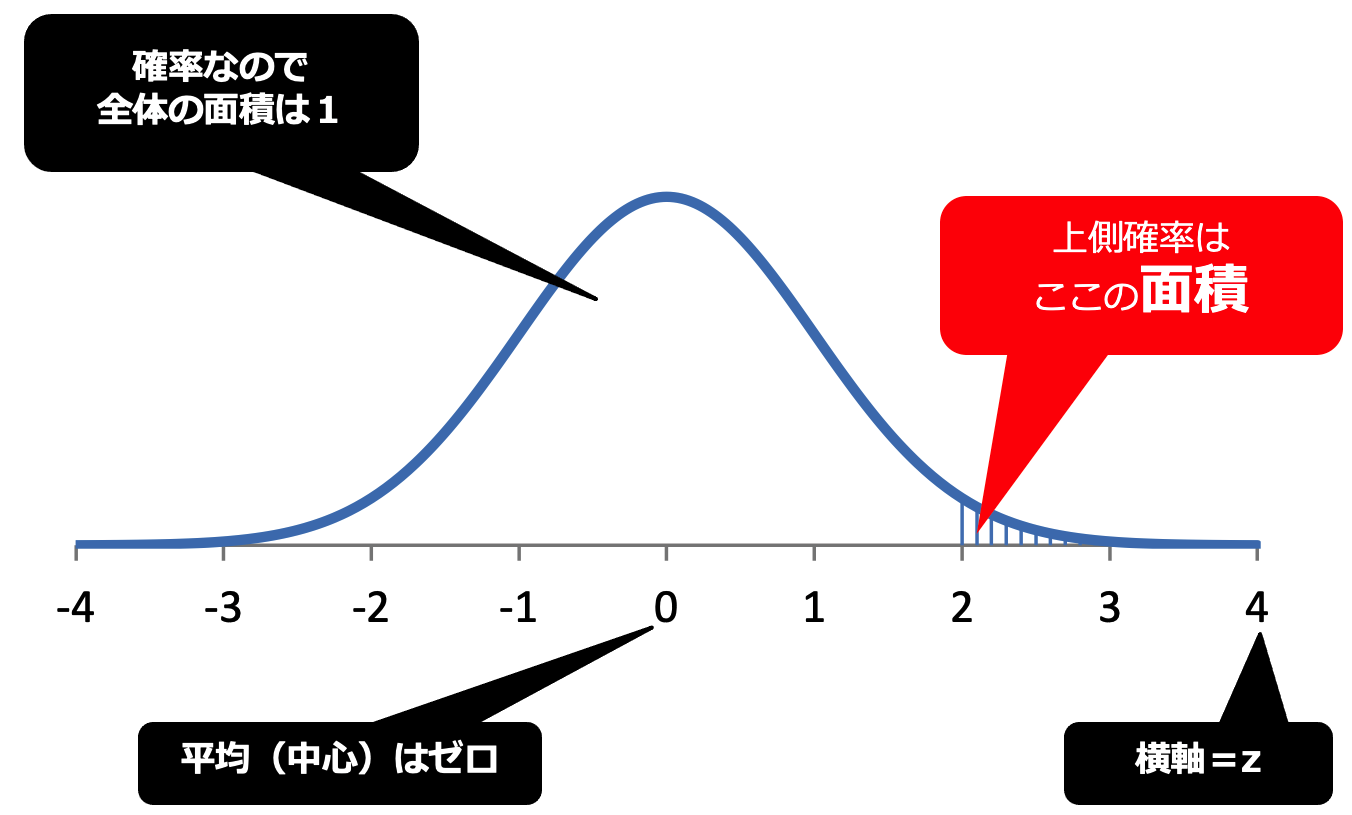 確率なので
全体の面積は1
上側確率は
ここの面積
-4 -3 -2 -1 0 1 2 3 4
平均（中心）はゼロ
横軸=z